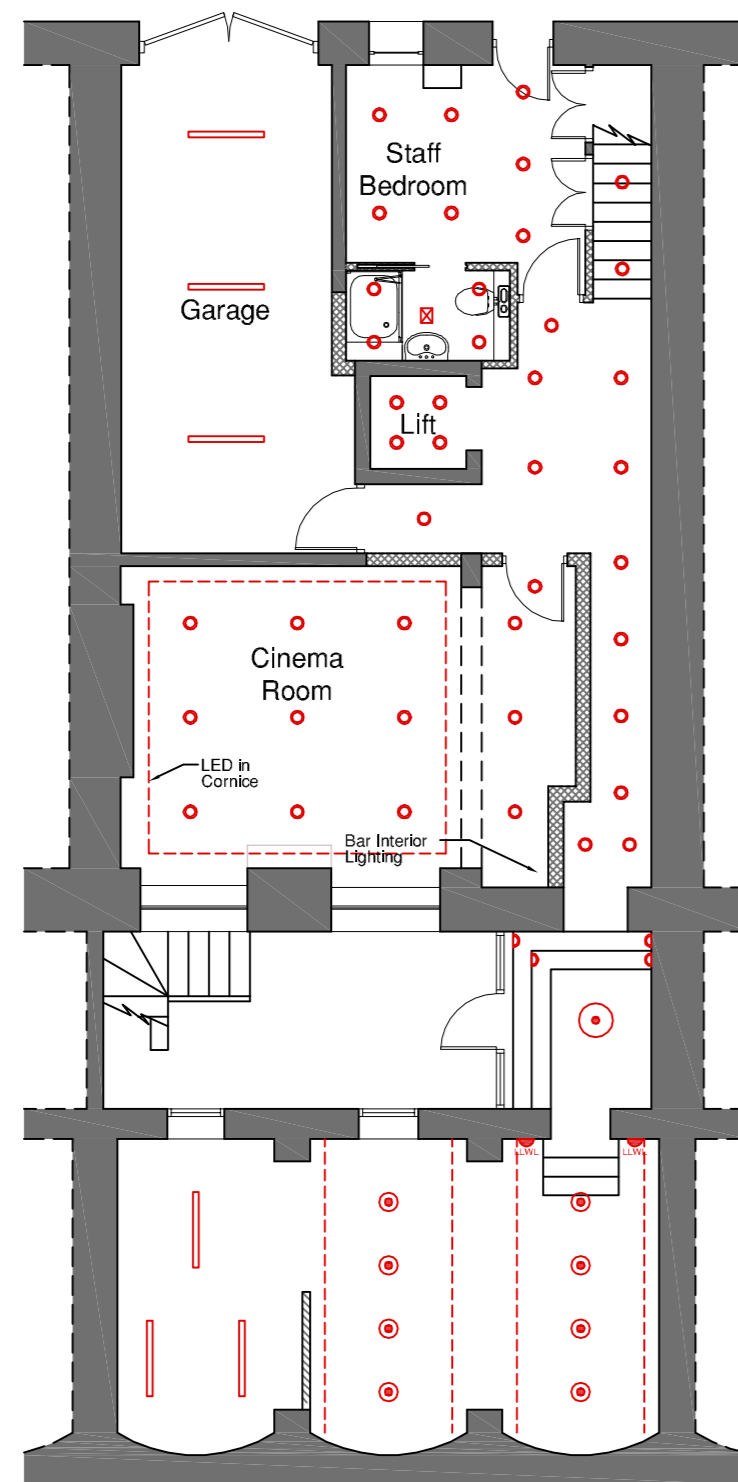 Staff
Bedroom
Garage
Lift
Cinema
Room
LED in
Cornice
Bar Interior
Lighting
LLWL
LLWL